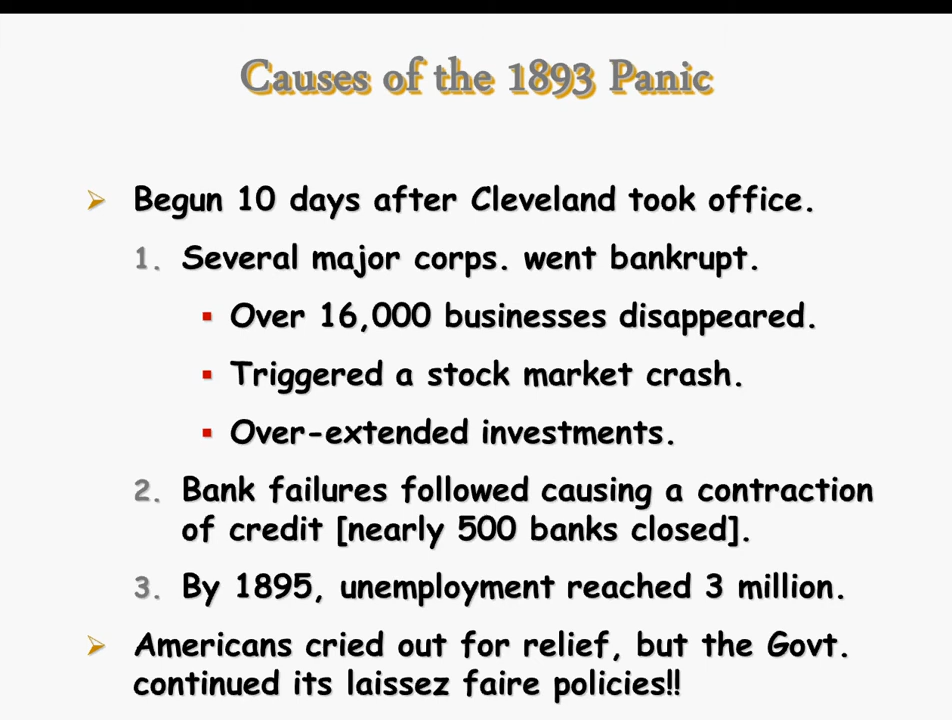 Causes of the 1893 Panic
Begun 10 days after Cleveland took office.
1. Several major corps. went bankrupt.
Over 16,000 businesses disappeared.
Triggered a stock market crash.
Over-extended investments.
2. Bank failures followed causing a contraction
of credit [nearly 500 banks closed].
3. By 1895, unemployment reached 3 million.
Americans cried out for relief, but the Govt.
continued its laissez faire policies!!